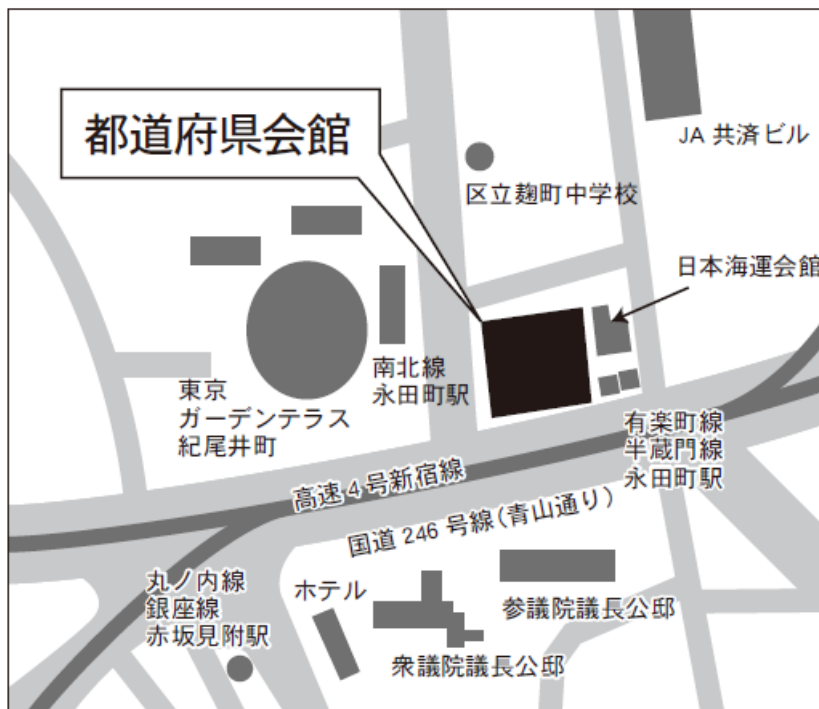 都道府県会館
JA 共済ビル
区立麹町中学校
日本海運会館
南北線
永田町駅
東京
ガーデンテラス
紀尾井町
有楽町線
半蔵門線
永田町駅
高速 4 号新宿線
国道 246 号線(青山通り)
丸ノ内線
銀座線
赤坂見附駅
ホテル
参議院議長公邸
衆議院議長公邸